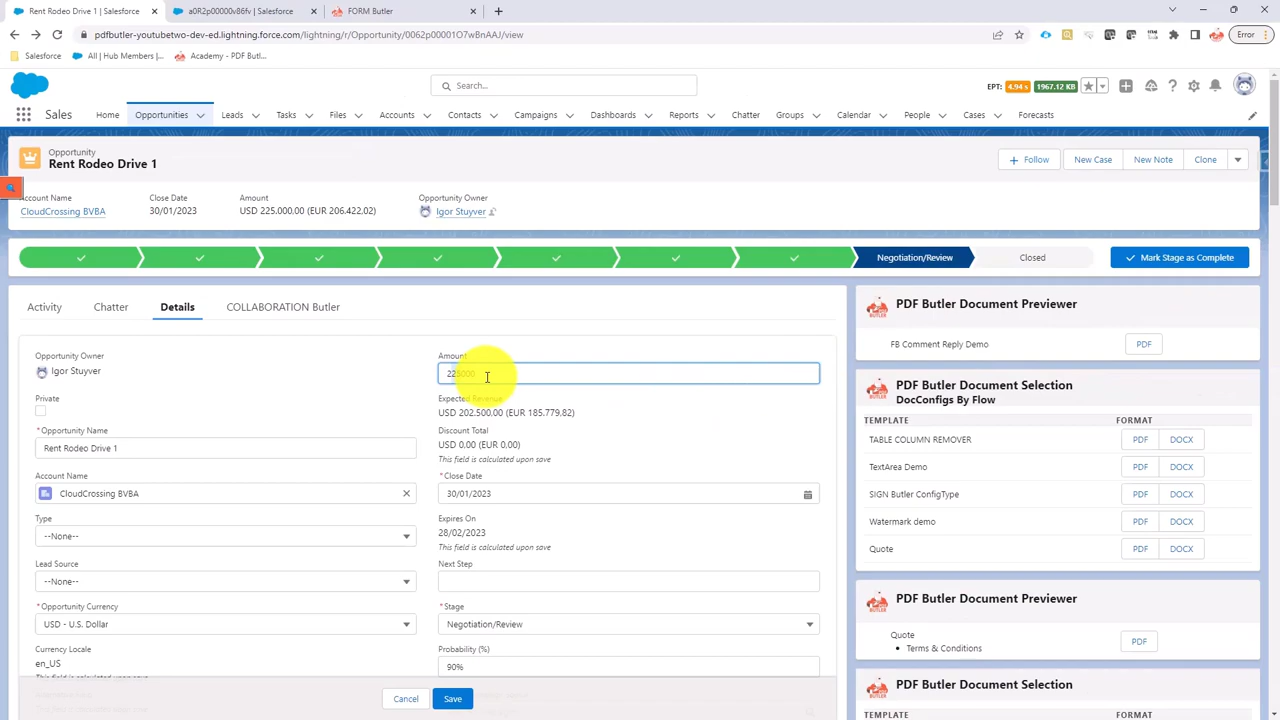 Rent Rodeo Drive 1 | Salesforce
a0R2p00000v86fv | Salesforce
FORM Butler
pdfbutler-youtubetwo-dev-ed.lightning.force.com/lightning/r/Opportunity/0062p00001O7wBnAAJ/view
Error
Salesforce
All | Hub Members |...
Academy - PDF Butl...
Search...
EPT: 4.94 s 1967.12 KB
Sales
Home
Opportunities
Leads
Tasks
Files
Accounts
Contacts
Campaigns
Dashboards
Reports
Chatter
Groups
Calendar
People
Cases
Forecasts
Opportunity
Rent Rodeo Drive 1
+ Follow
New Case
New Note
Clone
Account Name
CloudCrossing BVBA
Close Date
30/01/2023
Amount
USD 225.000,00 (EUR 206.422,02)
Opportunity Owner
Igor Stuyver
Negotiation/Review
Closed
Mark Stage as Complete
Activity
Chatter
Details
COLLABORATION Butler
Opportunity Owner
Igor Stuyver
Private
*Opportunity Name
Rent Rodeo Drive 1
Account Name
CloudCrossing BVBA
Type
--None--
Lead Source
--None--
*Opportunity Currency
USD - U.S. Dollar
Currency Locale
en_US
This field is calculated upon save
Amount
225000
Expected Revenue
USD 202.500,00 (EUR 185.779,82)
Discount Total
USD 0,00 (EUR 0,00)
This field is calculated upon save
*Close Date
30/01/2023
Expires On
28/02/2023
This field is calculated upon save
Next Step
*Stage
Negotiation/Review
Probability (%)
90%
Cancel
Save
PDF Butler Document Previewer
FB Comment Reply Demo
PDF
PDF Butler Document Selection
DocConfigs By Flow
TEMPLATE FORMAT
TABLE COLUMN REMOVER PDF DOCX
TextArea Demo PDF DOCX
SIGN Butler ConfigType PDF DOCX
Watermark demo PDF DOCX
Quote PDF DOCX
PDF Butler Document Previewer
Quote
• Terms & Conditions
PDF
PDF Butler Document Selection
TEMPLATE FORMAT